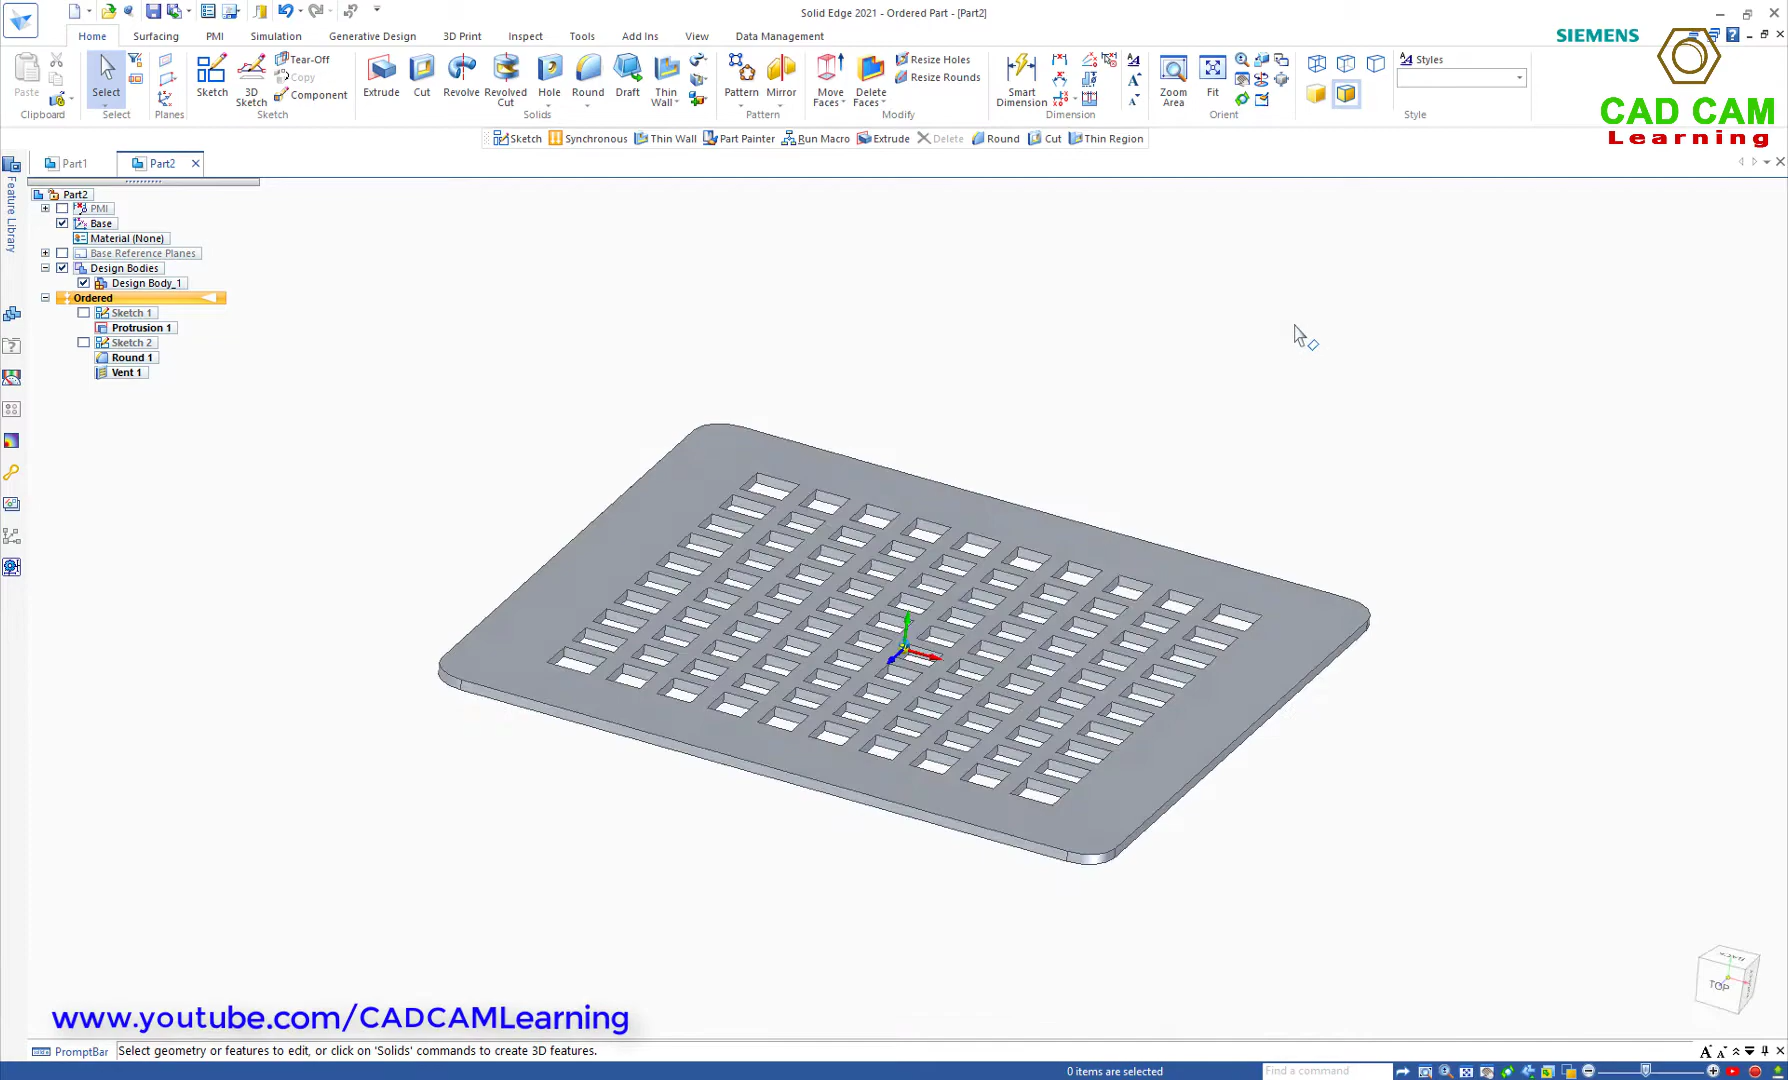 Solid Edge 2021 - Ordered Part - [Part2]
Home
Surfacing
PMI
Simulation
Generative Design
3D Print
Inspect
Tools
Add Ins
View
Data Management
SIEMENS
CAD CAM
Learning
Paste
Clipboard
Select
Select
Planes
Sketch
3D
Sketch
Tear-Off
Copy
Component
Sketch
Extrude
Cut
Revolve
Revolved
Cut
Hole
Round
Draft
Thin
Wall
Solids
Pattern
Mirror
Pattern
Move
Faces
Delete
Faces
Resize Holes
Resize Rounds
Modify
Smart
Dimension
Dimension
Zoom
Area
Fit
Orient
Styles
Style
Sketch
Synchronous
Thin Wall
Part Painter
Run Macro
Extrude
Delete
Round
Cut
Thin Region
Part1
Part2
Feature Library
Part2
PMI
Base
Material (None)
Base Reference Planes
Design Bodies
Design Body_1
Ordered
Sketch 1
Protrusion 1
Sketch 2
Round 1
Vent 1
BACK
TOP
www.youtube.com/CADCAMLearning
PromptBar
Select geometry or features to edit, or click on 'Solids' commands to create 3D features.
0 items are selected
Find a command